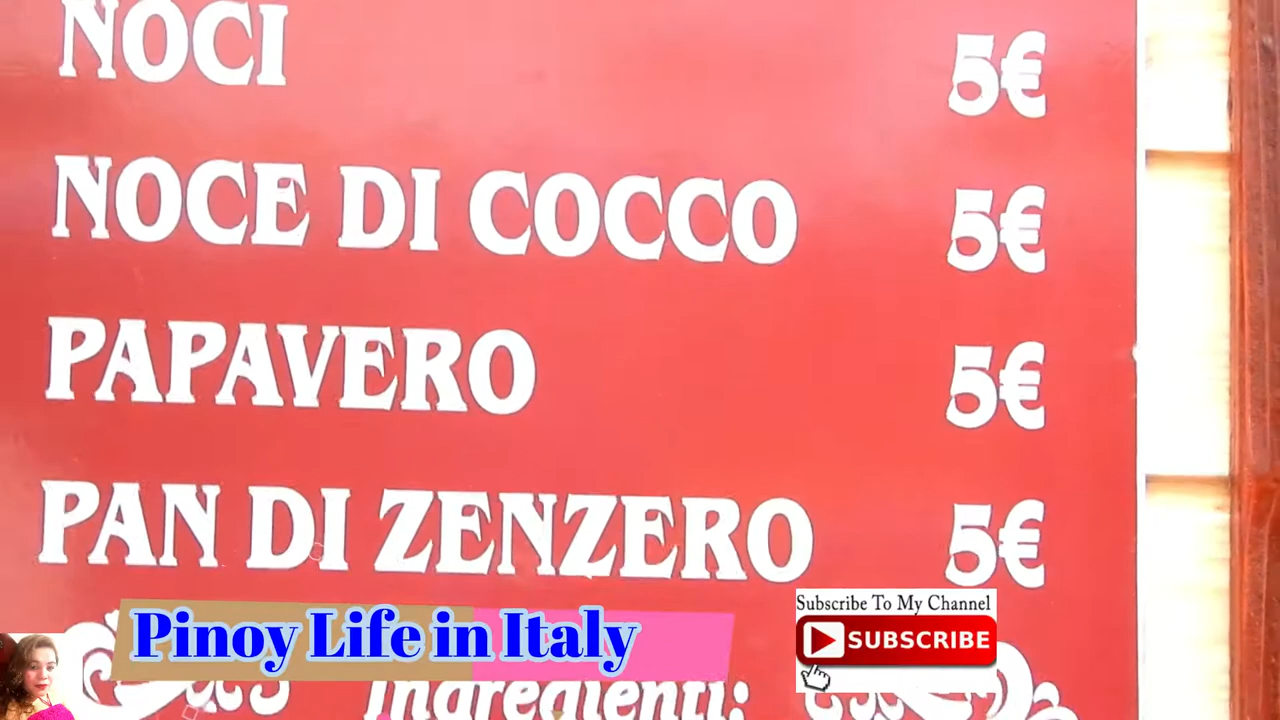 NOCI 5€
NOCE DI COCCO 5€
PAPAVERO 5€
PAN DI ZENZERO 5€
Pinoy Life in Italy
Subscribe To My Channel
SUBSCRIBE
Ingredienti: